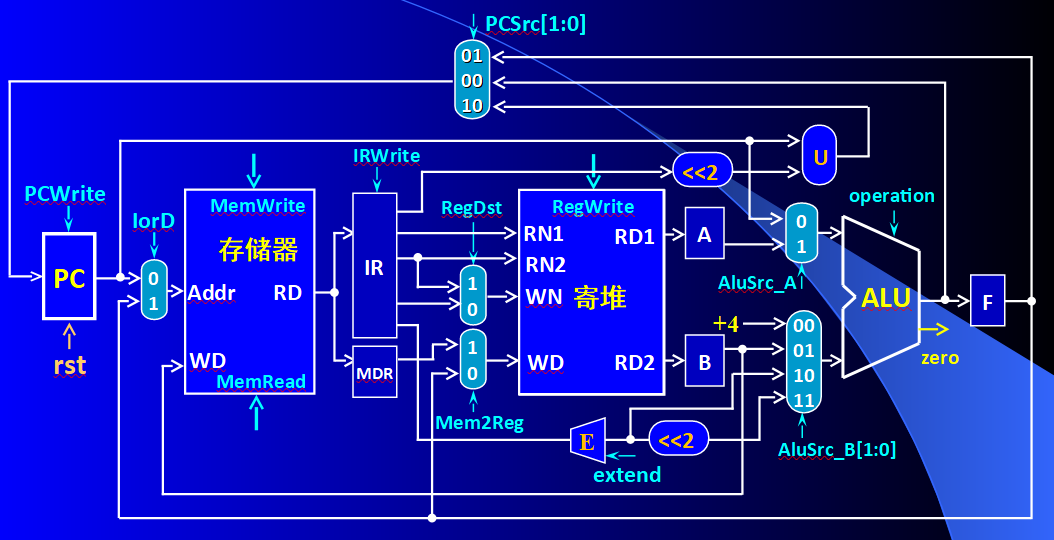 PCSrc[1:0]
01
00
10
IRWrite
U
<<2
PCWrite
MemWrite
RegDst
RegWrite
operation
IorD
存储器
RN1
RD1
A
0
1
PC
0
1
Addr
RD
IR
RN2
AluSrc_A
ALU
F
1
0
WN
寄堆
+4
00
01
10
11
zero
rst
WD
MemRead
MDR
1
0
WD
RD2
B
Mem2Reg
E
<<2
AluSrc_B[1:0]
extend